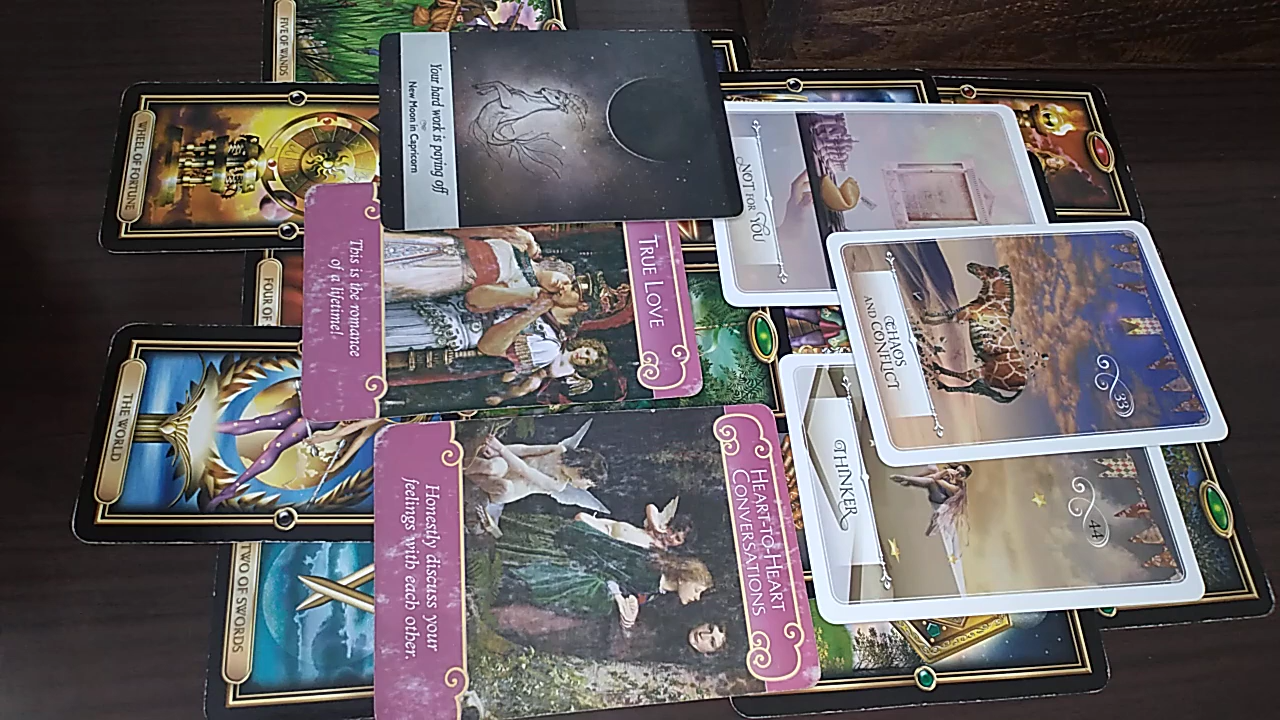 FIVE OF WANDS
WHEEL OF FORTUNE
Your hard work is paying off
New Moon in Capricorn
NOT FOR YOU
FOUR OF
TRUE LOVE
This is the romance
of a lifetime!
33
CHAOS
AND CONFLICT
THE WORLD
44
THINKER
HEART-TO-HEART
CONVERSATIONS
Honestly discuss your
feelings with each other.
TWO OF SWORDS